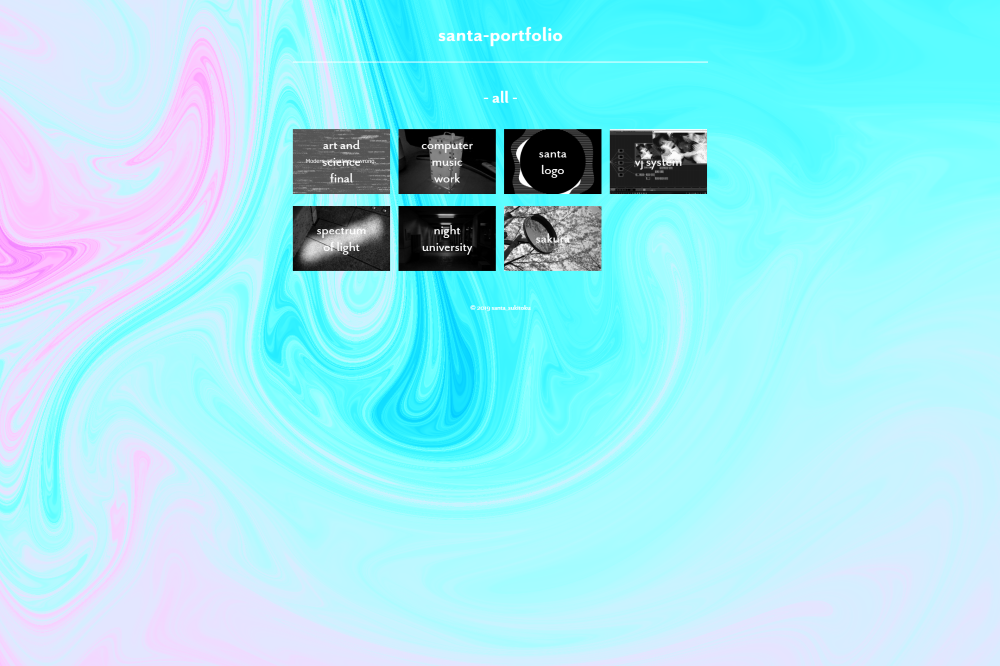 santa-portfolio
- all -
art and
science
final
computer
music
work
santa
logo
vj system
spectrum
of light
night
university
sakura